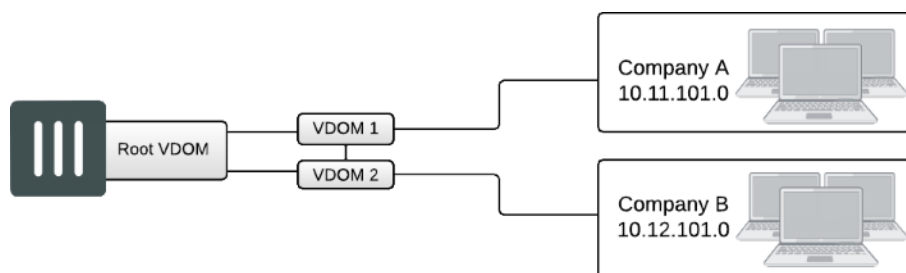 Root VDOM
VDOM 1
VDOM 2
Company A
10.11.101.0
Company B
10.12.101.0